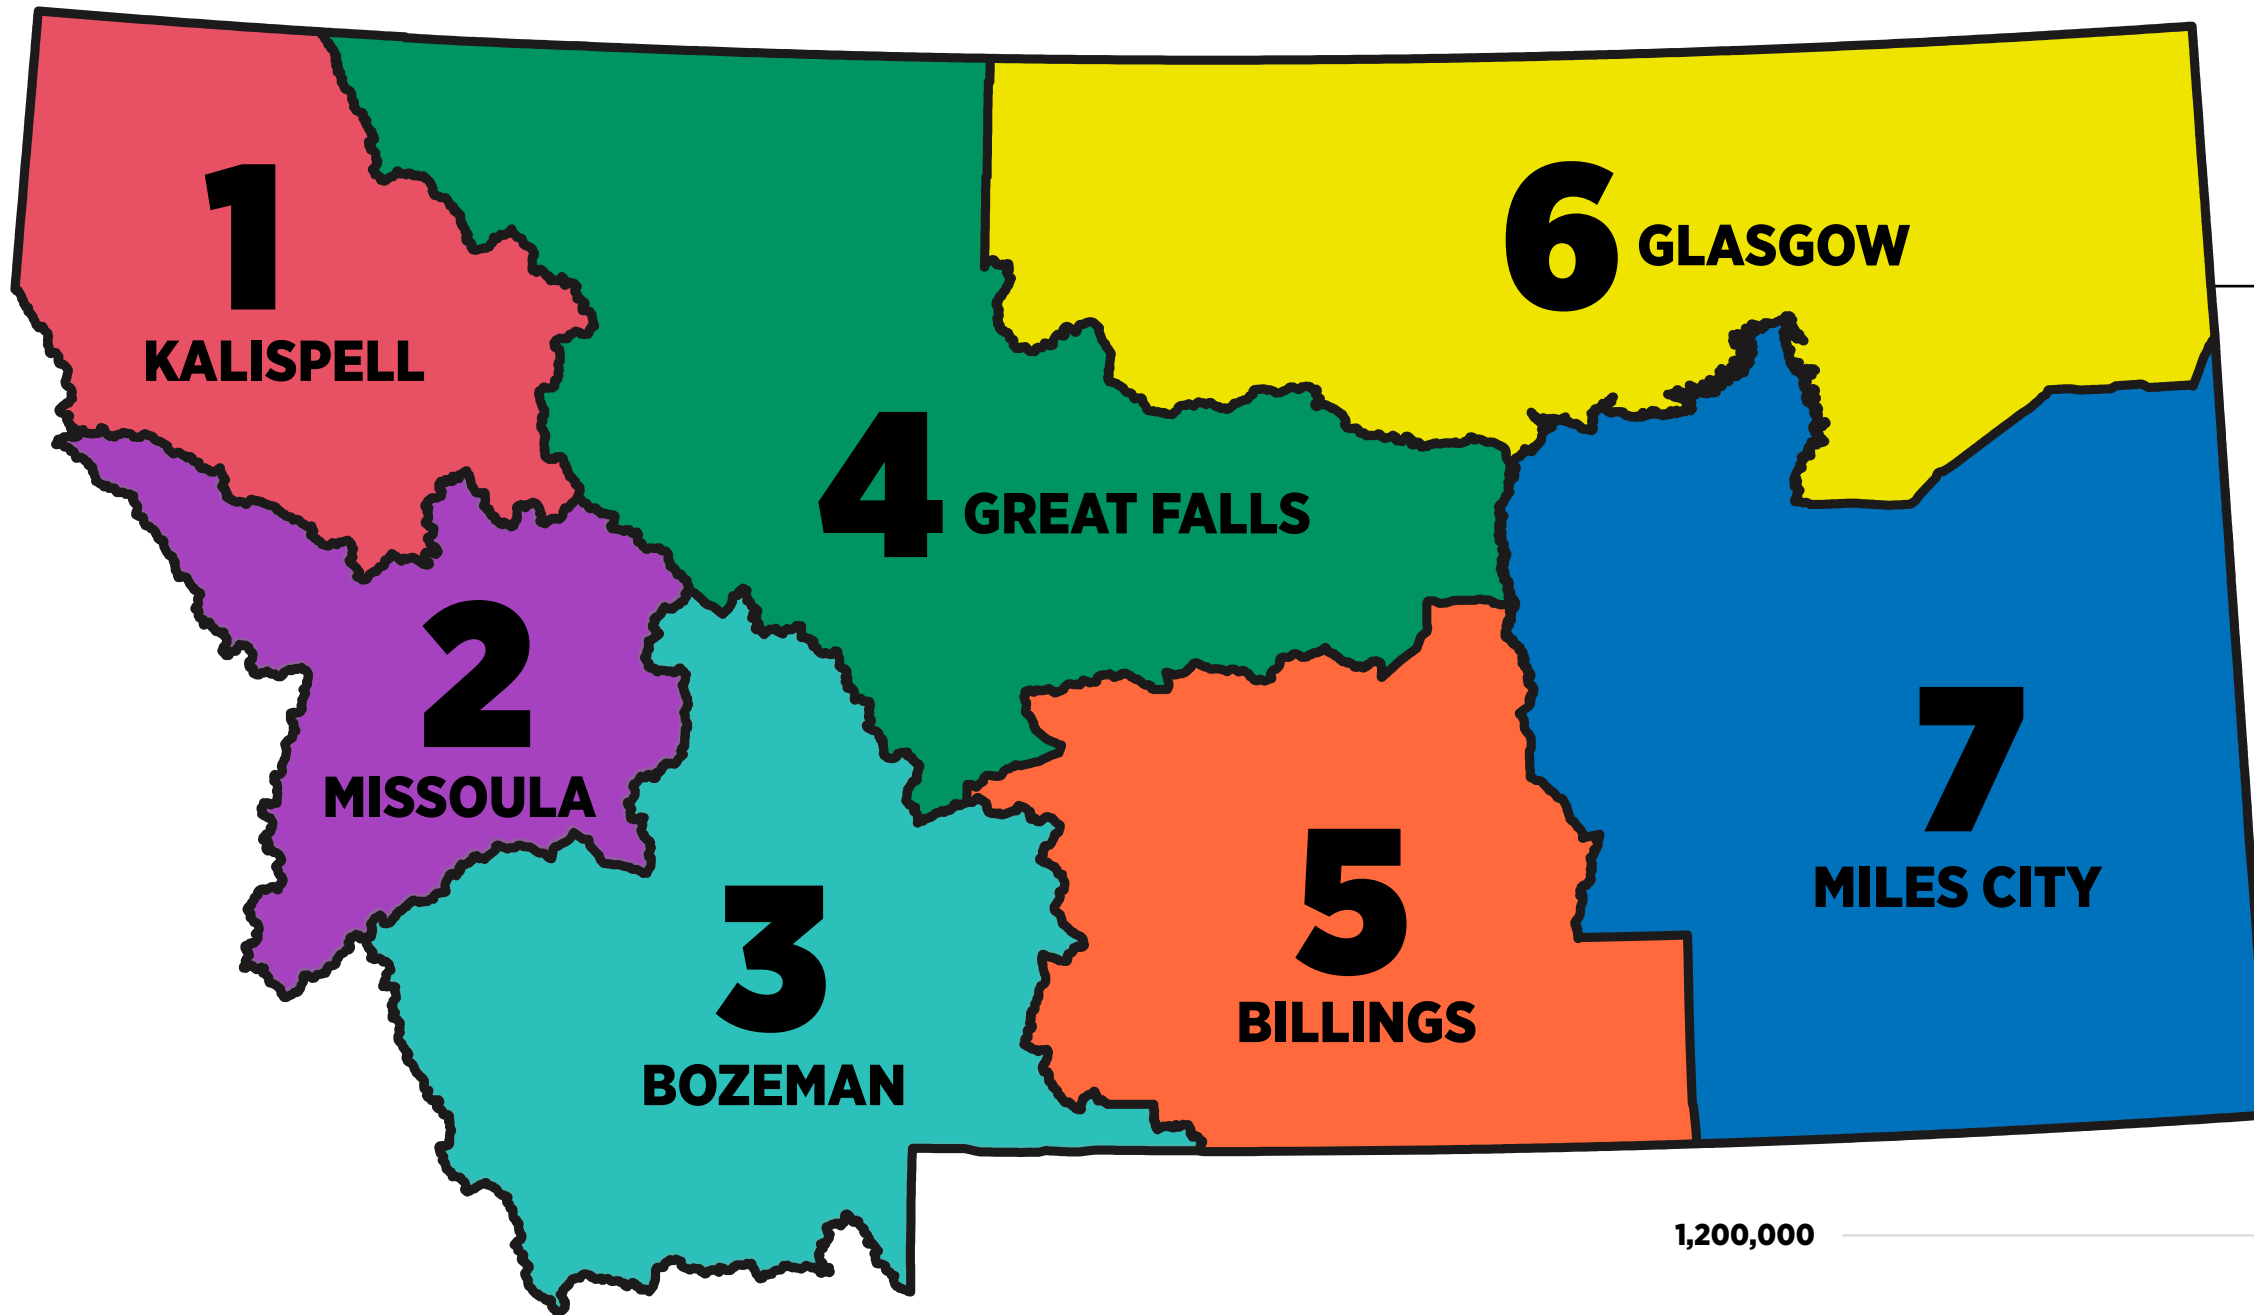 1
KALISPELL
2
MISSOULA
3
BOZEMAN
4 GREAT FALLS
5
BILLINGS
6 GLASGOW
7
MILES CITY
1,200,000